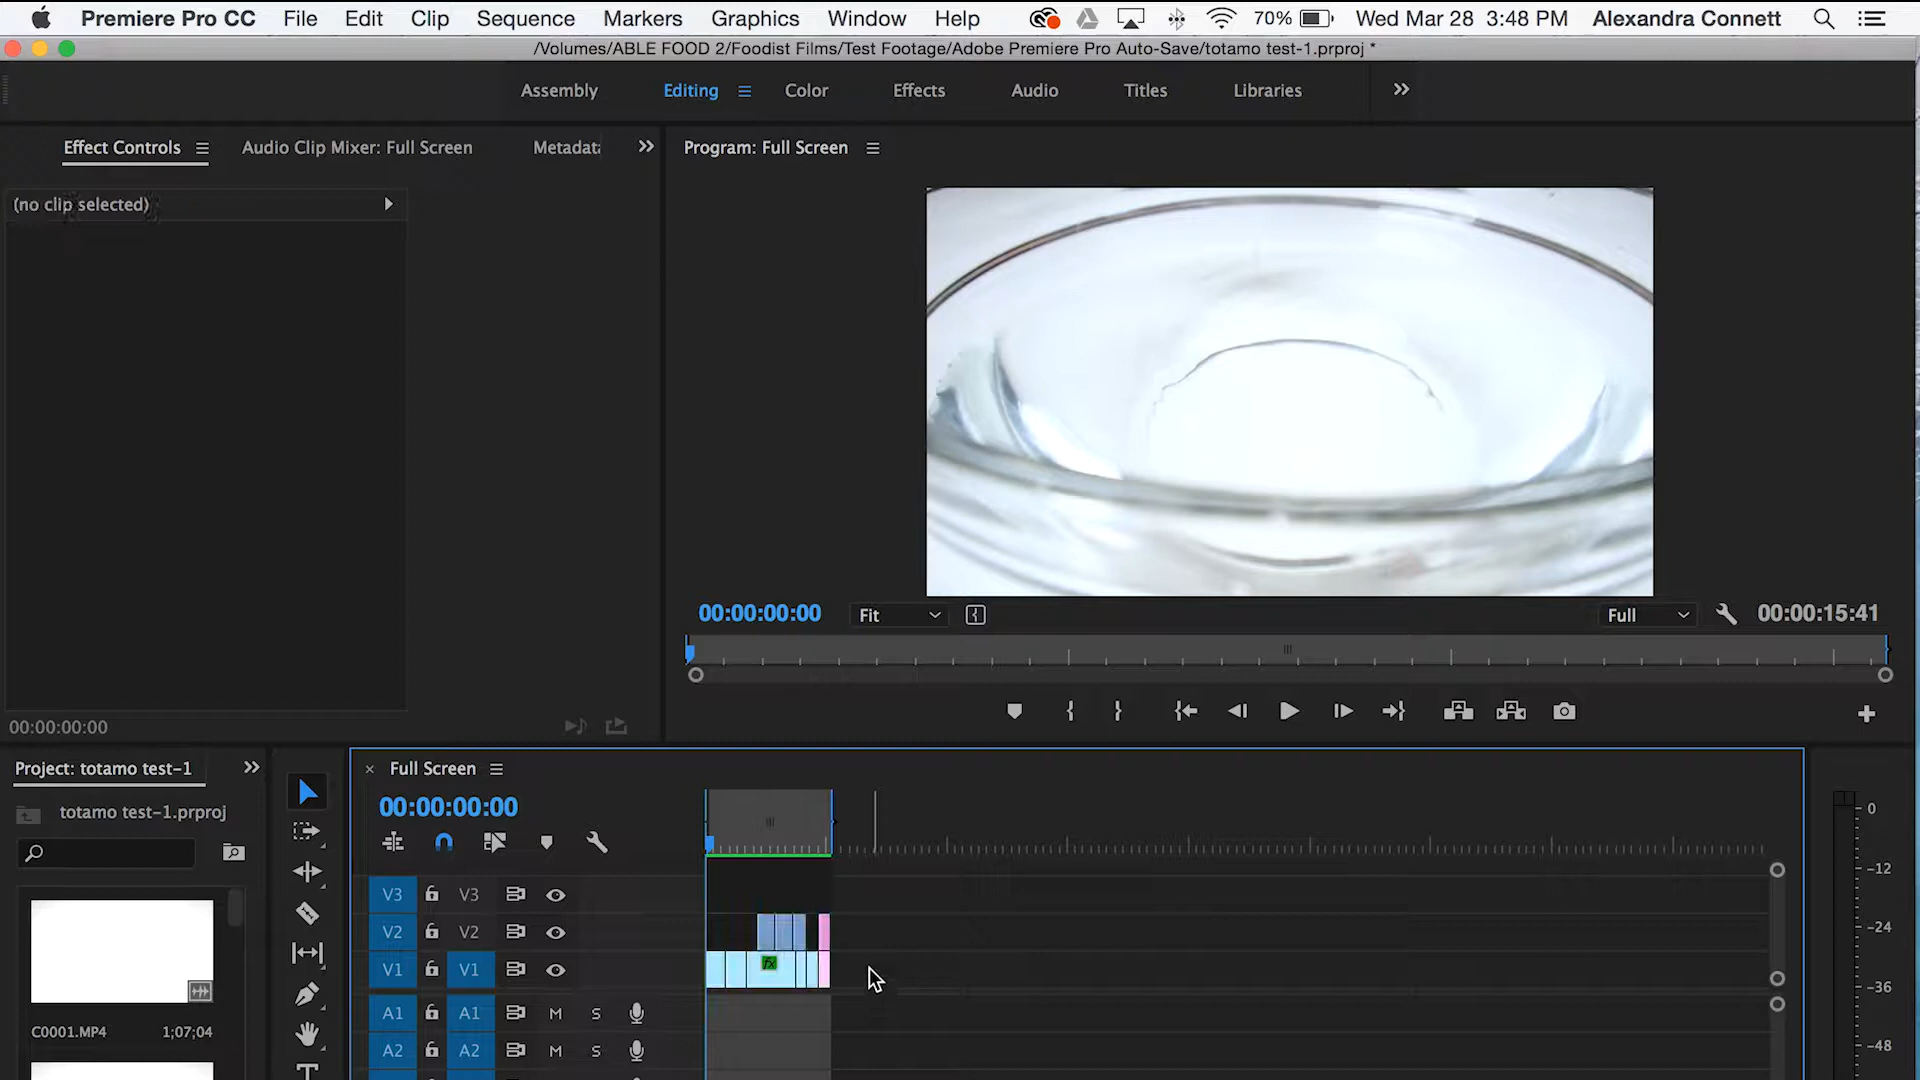 Premiere Pro CC File Edit Clip Sequence Markers Graphics Window Help 70% Wed Mar 28 3:48 PM Alexandra Connett
/Volumes/ABLE FOOD 2/Foodist Films/Test Footage/Adobe Premiere Pro Auto-Save/totamo test-1.prproj *
Assembly Editing Color Effects Audio Titles Libraries
Effect Controls Audio Clip Mixer: Full Screen Metadata Program: Full Screen
(no clip selected)
00:00:00:00 Fit Full 00:00:15:41
00:00:00:00
Project: totamo test-1 × Full Screen
totamo test-1.prproj 00:00:00:00
0
-12
V3 V3
V2 V2
-24
V1 V1 fx
-36
A1 A1 M S
C0001.MP4 1;07;04
A2 A2 M S
-48
T